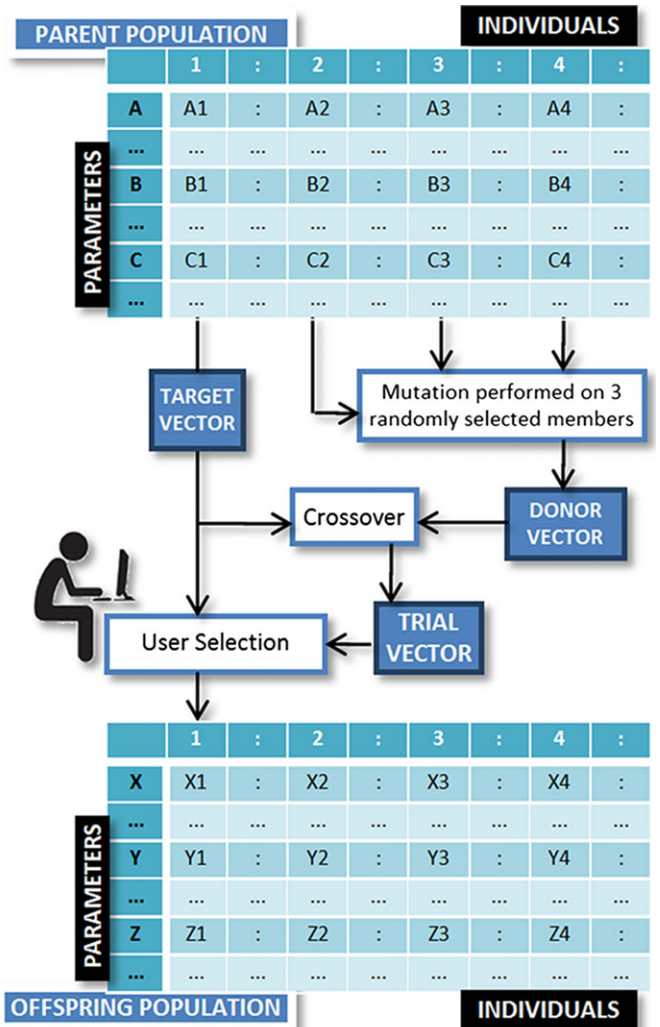 PARENT POPULATION
INDIVIDUALS
1 : 2 : 3 : 4 :
A A1 : A2 : A3 : A4 :
... ... ... ... ... ... ... ... ...
B B1 : B2 : B3 : B4 :
... ... ... ... ... ... ... ... ...
C C1 : C2 : C3 : C4 :
... ... ... ... ... ... ... ... ...
PARAMETERS
TARGET
VECTOR
Mutation performed on 3
randomly selected members
Crossover
DONOR
VECTOR
User Selection
TRIAL
VECTOR
1 : 2 : 3 : 4 :
X X1 : X2 : X3 : X4 :
... ... ... ... ... ... ... ... ...
Y Y1 : Y2 : Y3 : Y4 :
... ... ... ... ... ... ... ... ...
Z Z1 : Z2 : Z3 : Z4 :
... ... ... ... ... ... ... ... ...
PARAMETERS
OFFSPRING POPULATION
INDIVIDUALS